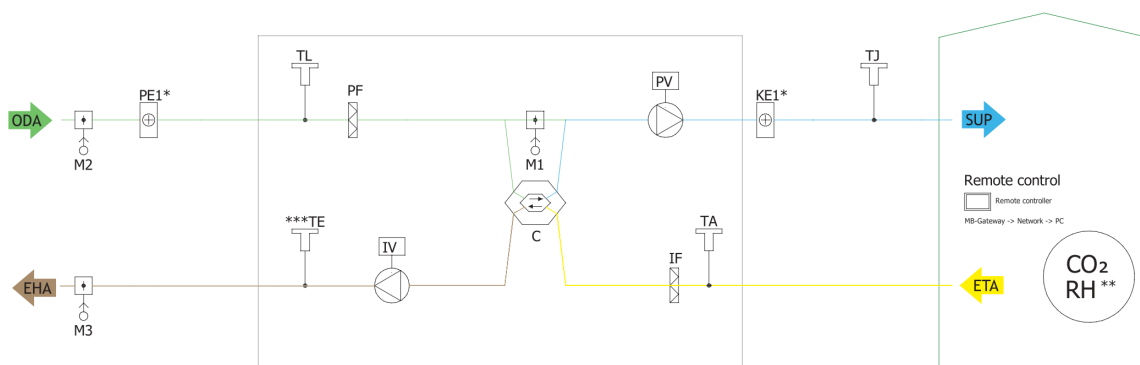 TL
TJ
PF
PV
PE1*
KE1*
ODA
SUP
M2
M1
Remote control
Remote controller
MB-Gateway -> Network -> PC
***TE
TA
C
IV
IF
CO₂
RH**
EHA
ETA
M3